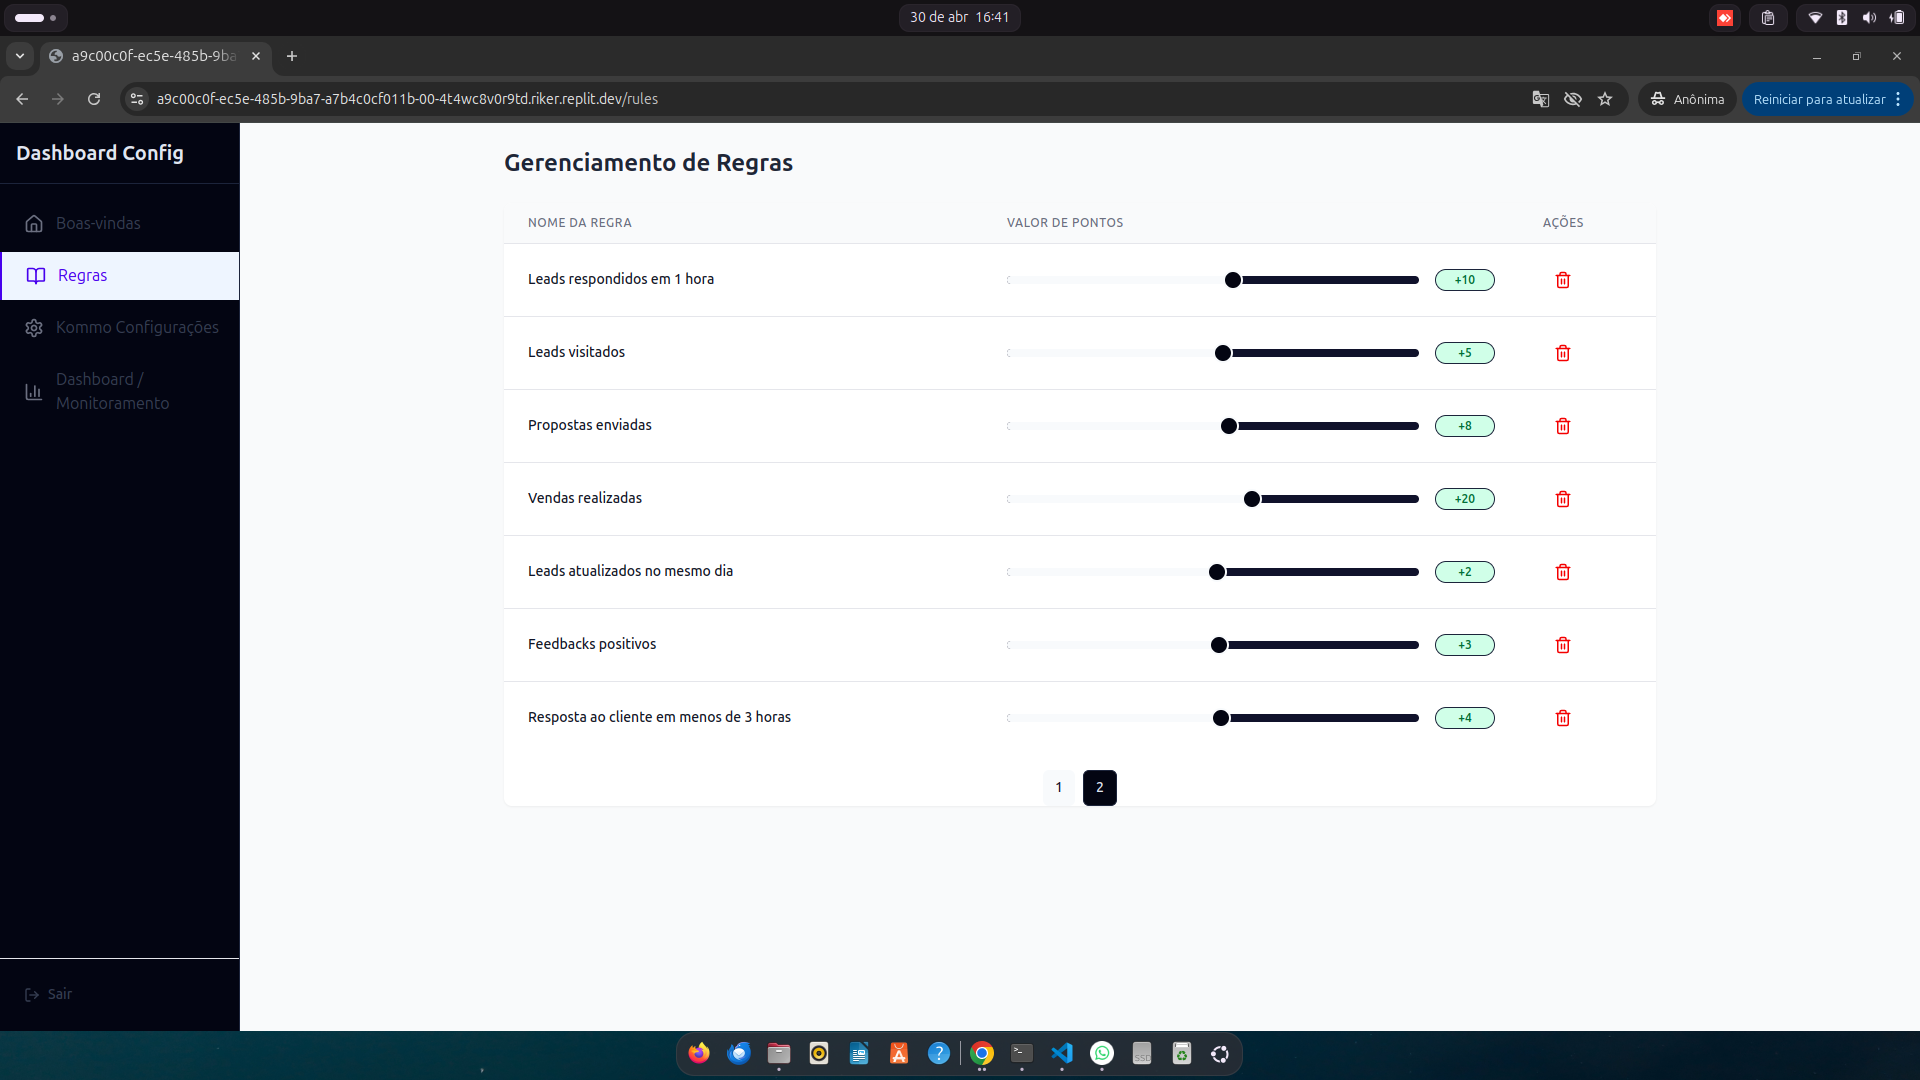 30 de abr 16:41
a9c00c0f-ec5e-485b-9ba
a9c00c0f-ec5e-485b-9ba7-a7b4c0cf011b-00-4t4wc8v0r9td.riker.replit.dev/rules
Anônima
Reiniciar para atualizar
Dashboard Config
Boas-vindas
Regras
Kommo Configurações
Dashboard /
Monitoramento
Sair
Gerenciamento de Regras
NOME DA REGRA VALOR DE PONTOS AÇÕES
Leads respondidos em 1 hora +10
Leads visitados +5
Propostas enviadas +8
Vendas realizadas +20
Leads atualizados no mesmo dia +2
Feedbacks positivos +3
Resposta ao cliente em menos de 3 horas +4
1 2
SSD